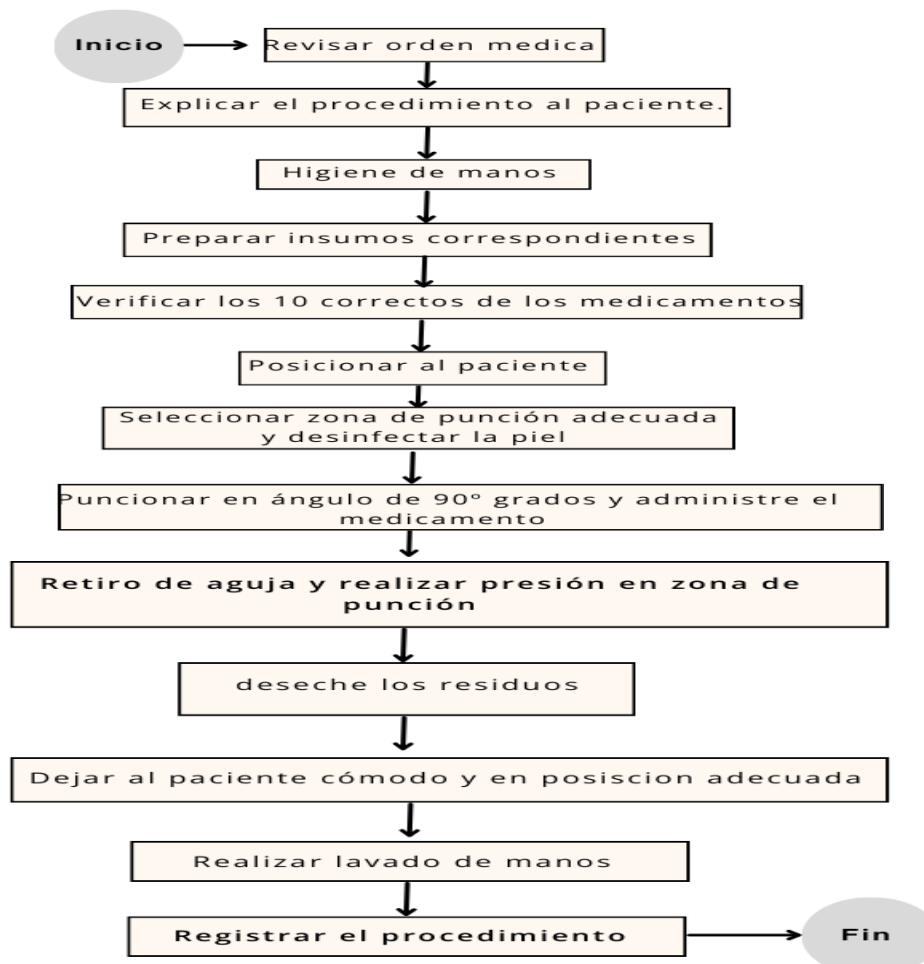 Inicio
Revisar orden medica
Explicar el procedimiento al paciente.
Higiene de manos
Preparar insumos correspondientes
Verificar los 10 correctos de los medicamentos
Posicionar al paciente
Seleccionar zona de punción adecuada
y desinfectar la piel
Puncionar en ángulo de 90º grados y administre el
medicamento
Retiro de aguja y realizar presión en zona de
punción
deseche los residuos
Dejar al paciente cómodo y en posiscion adecuada
Realizar lavado de manos
Registrar el procedimiento
Fin